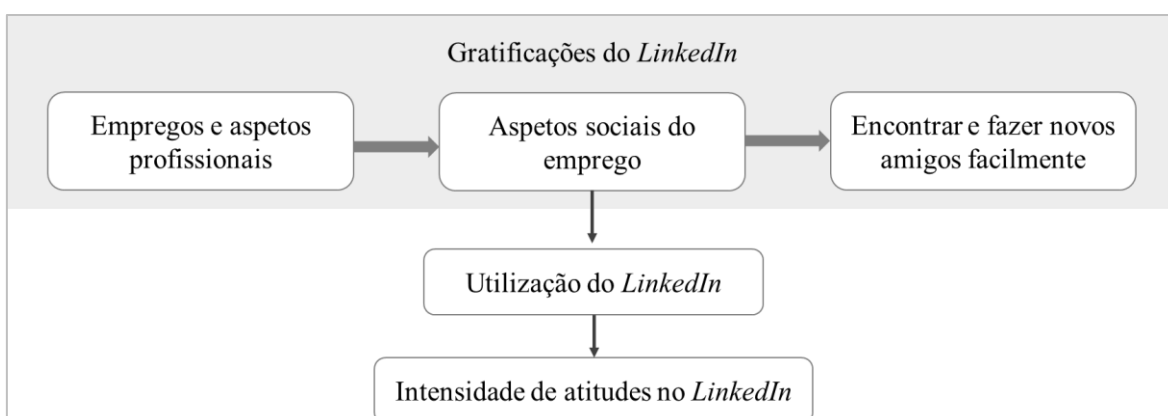 Gratificações do LinkedIn
Empregos e aspetos
profissionais
Aspetos sociais do
emprego
Encontrar e fazer novos
amigos facilmente
Utilização do LinkedIn
Intensidade de atitudes no LinkedIn